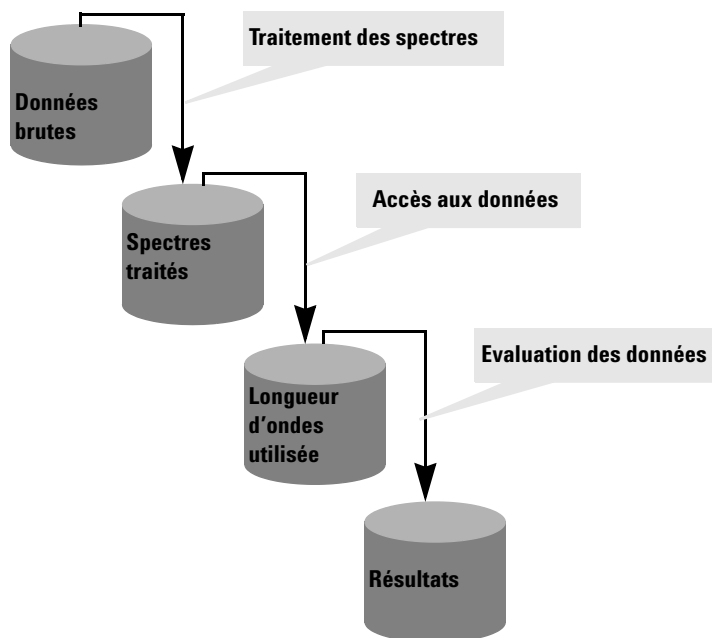 Traitement des spectres
Données
brutes
Accès aux données
Spectres
traités
Evaluation des données
Longueur
d'ondes
utilisée
Résultats